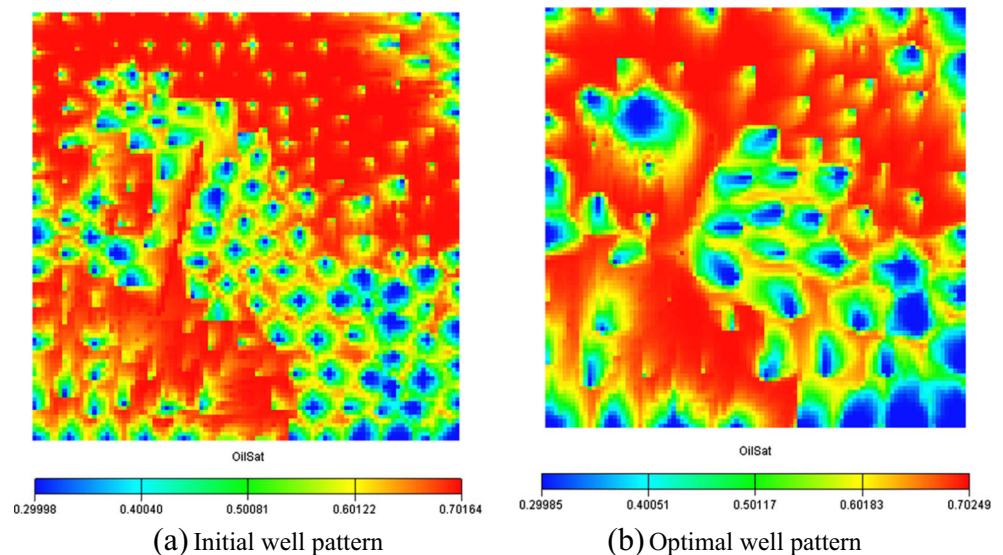 OilSat
OilSat
0.29998 0.40040 0.50081 0.60122 0.70164
0.29985 0.40051 0.50117 0.60183 0.70249
(a) Initial well pattern
(b) Optimal well pattern